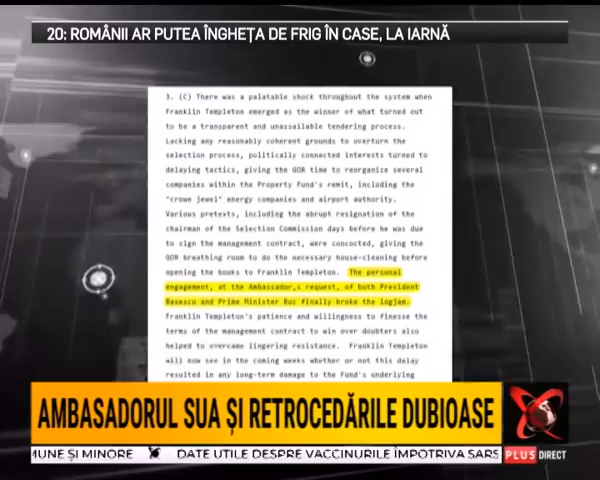 20: ROMÂNII AR PUTEA ÎNGHEȚA DE FRIG ÎN CASE, LA IARNĂ
3. (C) There was a palatable shock throughout the system when
Franklin Templeton emerged as the winner of what turned out
to be a transparent and unassailable tendering process.
Lacking any reasonably coherent grounds to overturn the
selection process, politically connected interests turned to
delaying tactics, giving the GOR time to reorganize several
companies within the Property Fund's remit, including the
"crown jewel" energy companies and airport authority.
Various pretexts, including the abrupt resignation of the
chairman of the Selection Commission days before he was due
to sign the management contract, were concocted, giving the
GOR breathing room to do the necessary house-cleaning before
opening the books to Franklin Templeton. The personal
engagement, at the Ambassador,s request, of both President
Basescu and Prime Minister Boc finally broke the logjam.
Franklin Templeton's patience and willingness to finesse the
terms of the management contract to win over doubters also
helped to overcame lingering resistance. Franklin Templeton
will now see in the coming weeks whether or not this delay
resulted in any long-term damage to the Fund's underlying
AMBASADORUL SUA ȘI RETROCEDĂRILE DUBIOASE
MUNE ȘI MINORE DATE UTILE DESPRE VACCINURILE ÎMPOTRIVA SARS
PLUS DIRECT